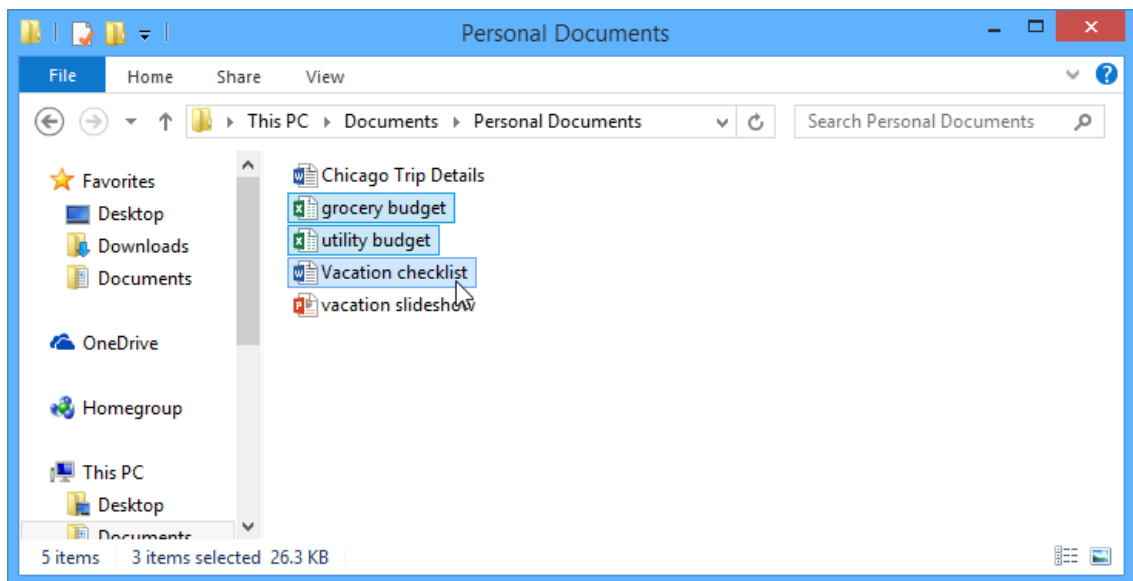 Personal Documents
File Home Share View
This PC Documents Personal Documents Search Personal Documents
Favorites
Desktop
Downloads
Documents
OneDrive
Homegroup
This PC
Desktop
Documents
Chicago Trip Details
grocery budget
utility budget
Vacation checklist
vacation slideshow
5 items 3 items selected 26.3 KB